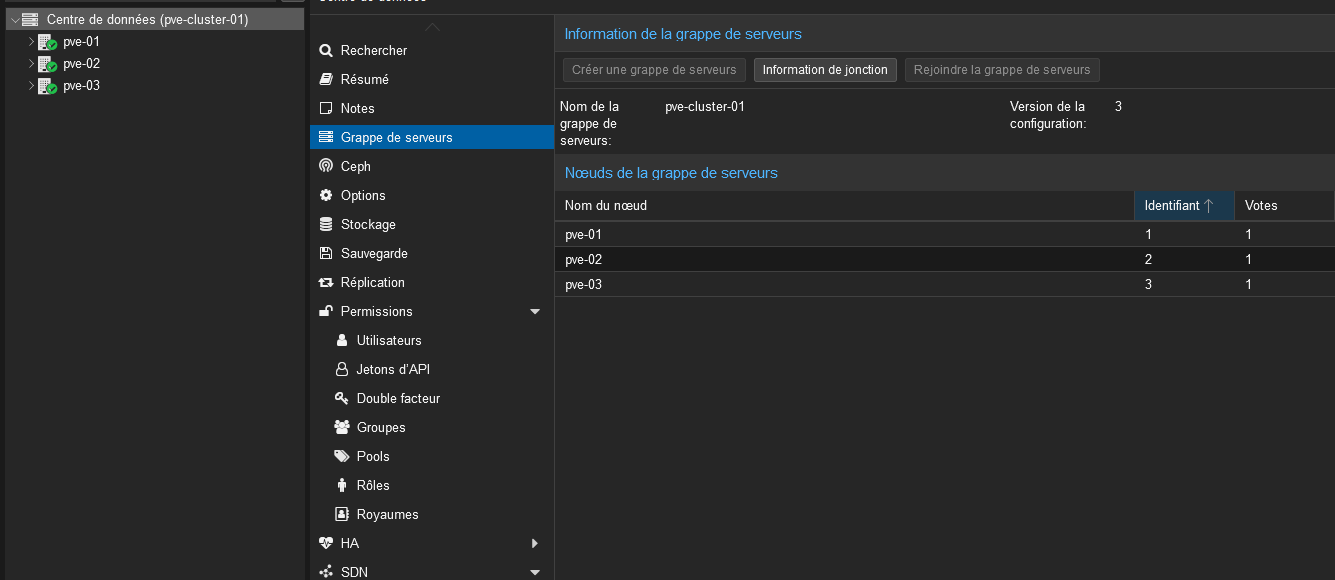 Centre de données (pve-cluster-01)
pve-01
pve-02
pve-03
Rechercher
Résumé
Notes
Grappe de serveurs
Ceph
Options
Stockage
Sauvegarde
Réplication
Permissions
Utilisateurs
Jetons d'API
Double facteur
Groupes
Pools
Rôles
Royaumes
HA
SDN
Information de la grappe de serveurs
Créer une grappe de serveurs Information de jonction Rejoindre la grappe de serveurs
Nom de la grappe de serveurs: pve-cluster-01 Version de la configuration: 3
Nœuds de la grappe de serveurs
Nom du nœud Identifiant Votes
pve-01 1 1
pve-02 2 1
pve-03 3 1